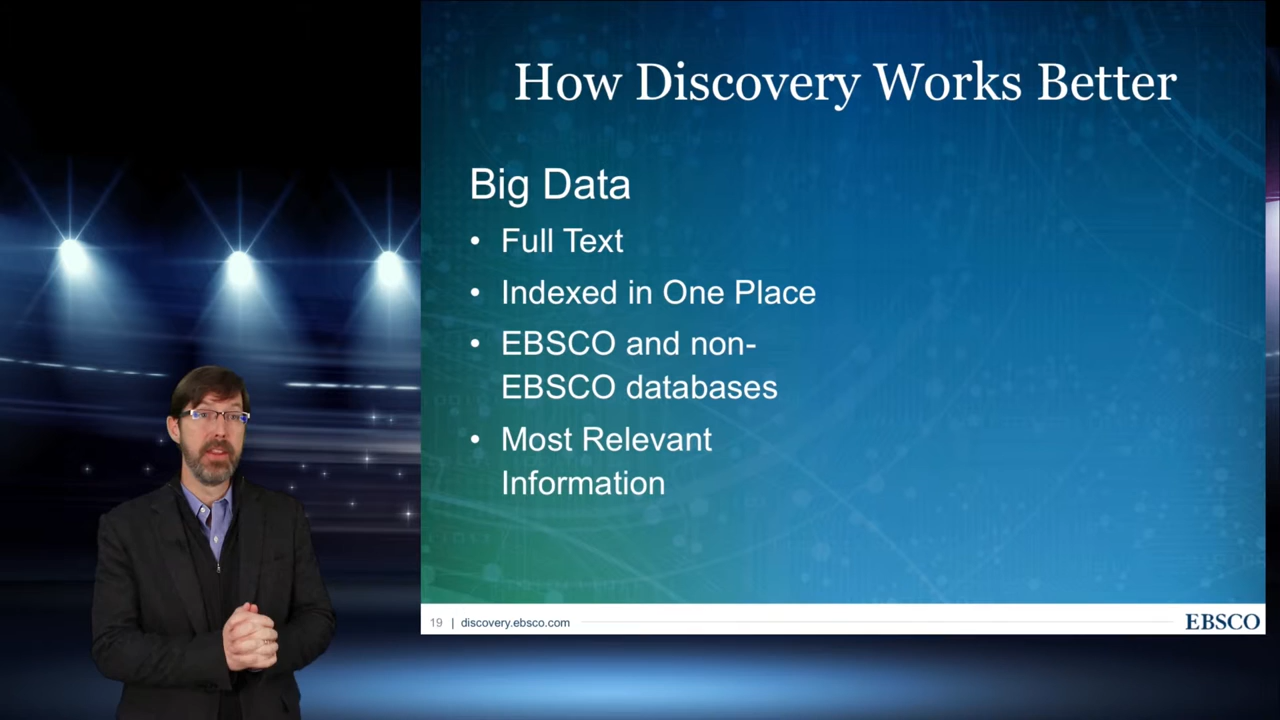 How Discovery Works Better
Big Data
• Full Text
• Indexed in One Place
• EBSCO and non-
EBSCO databases
• Most Relevant
Information
19 | discovery.ebsco.com
EBSCO